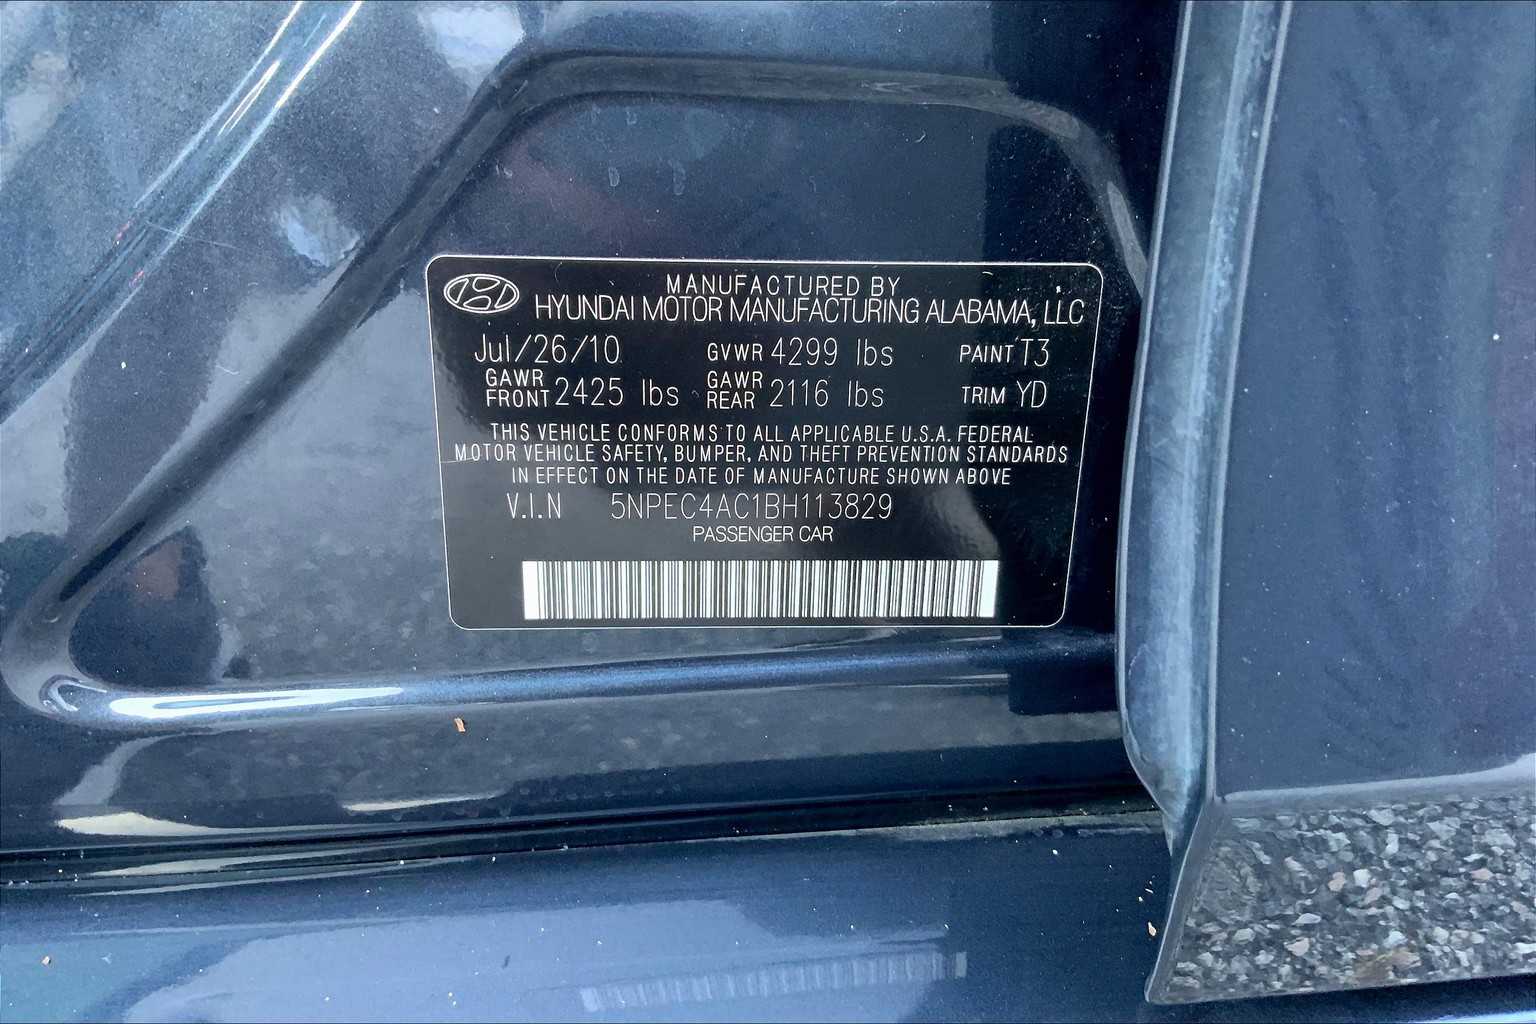 MANUFACTURED BY
HYUNDAI MOTOR MANUFACTURING ALABAMA, LLC
Jul/26/10 GVWR 4299 lbs PAINT T3
GAWR FRONT 2425 lbs GAWR REAR 2116 lbs TRIM YD
THIS VEHICLE CONFORMS TO ALL APPLICABLE U.S.A. FEDERAL
MOTOR VEHICLE SAFETY, BUMPER, AND THEFT PREVENTION STANDARDS
IN EFFECT ON THE DATE OF MANUFACTURE SHOWN ABOVE
V.I.N 5NPEC4AC1BH113829
PASSENGER CAR